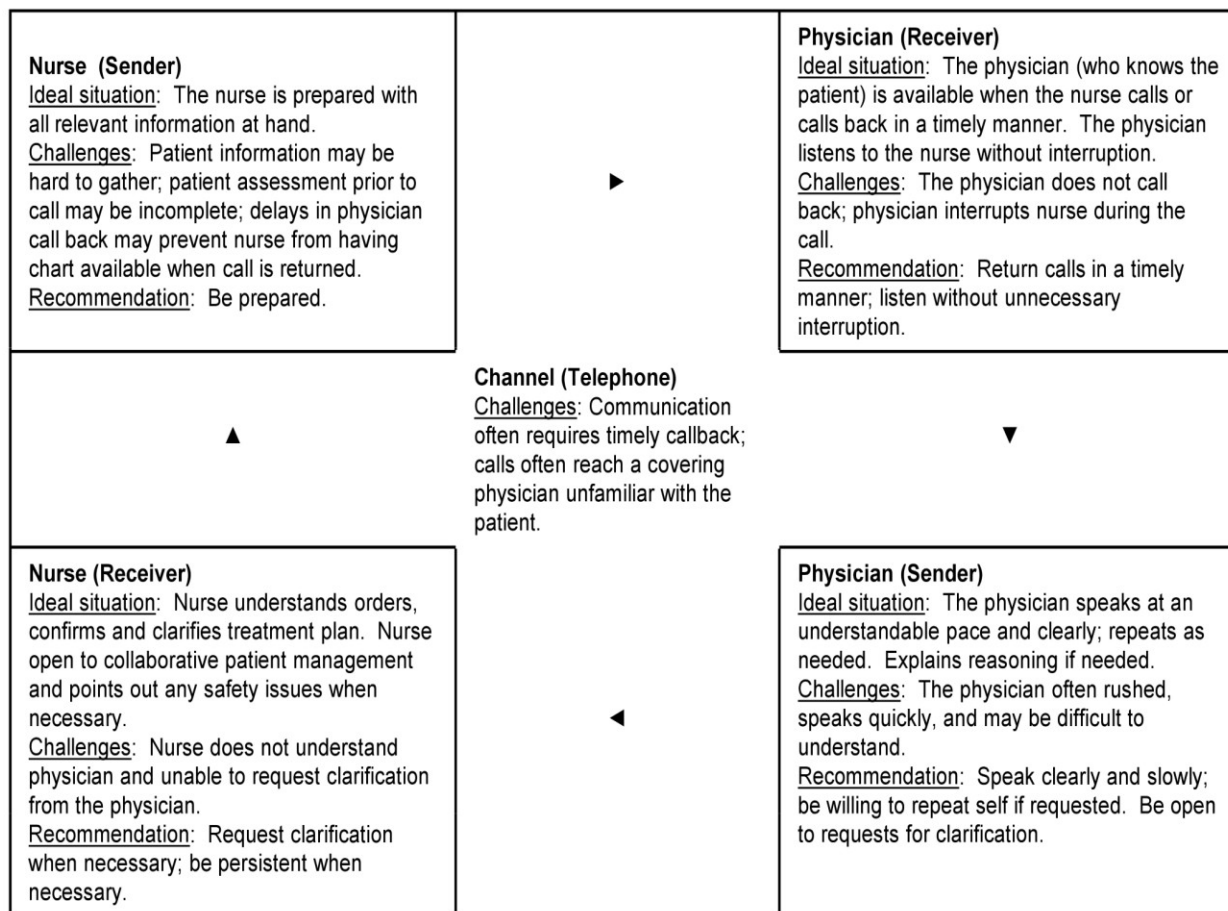 Nurse  (Sender)
Ideal situation:  The nurse is prepared with
all relevant information at hand.
Challenges:  Patient information may be
hard to gather; patient assessment prior to
call may be incomplete; delays in physician
call back may prevent nurse from having
chart available when call is returned.
Recommendation:  Be prepared.
Physician (Receiver)
Ideal situation:  The physician (who knows the
patient) is available when the nurse calls or
calls back in a timely manner.  The physician
listens to the nurse without interruption.
Challenges:  The physician does not call
back; physician interrupts nurse during the
call.
Recommendation:  Return calls in a timely
manner; listen without unnecessary
interruption.
Channel (Telephone)
Challenges: Communication
often requires timely callback;
calls often reach a covering
physician unfamiliar with the
patient.
Nurse (Receiver)
Ideal situation:  Nurse understands orders,
confirms and clarifies treatment plan.  Nurse
open to collaborative patient management
and points out any safety issues when
necessary.
Challenges:  Nurse does not understand
physician and unable to request clarification
from the physician.
Recommendation:  Request clarification
when necessary; be persistent when
necessary.
Physician (Sender)
Ideal situation:  The physician speaks at an
understandable pace and clearly; repeats as
needed.  Explains reasoning if needed.
Challenges:  The physician often rushed,
speaks quickly, and may be difficult to
understand.
Recommendation:  Speak clearly and slowly;
be willing to repeat self if requested.  Be open
to requests for clarification.